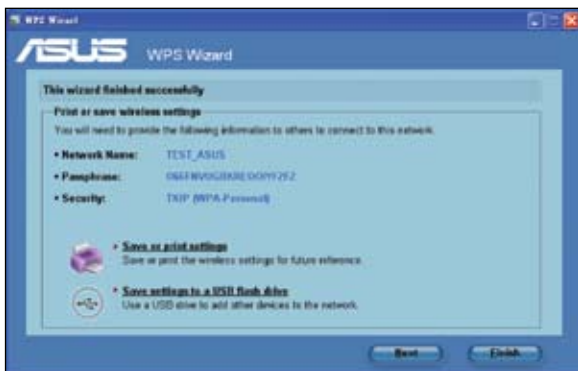 WPS Wizard
ASUS WPS Wizard
This wizard finished successfully
Print or save wireless settings
You will need to provide the following information to others to connect to this network.
• Network Name: TEST_ASUS
• Passphrase:
• Security: TKIP (WPA-Personal)
• Save or print settings
Save or print the wireless settings for future reference.
• Save settings to a USB flash drive
Use a USB drive to add other devices to the network.
Next Finish